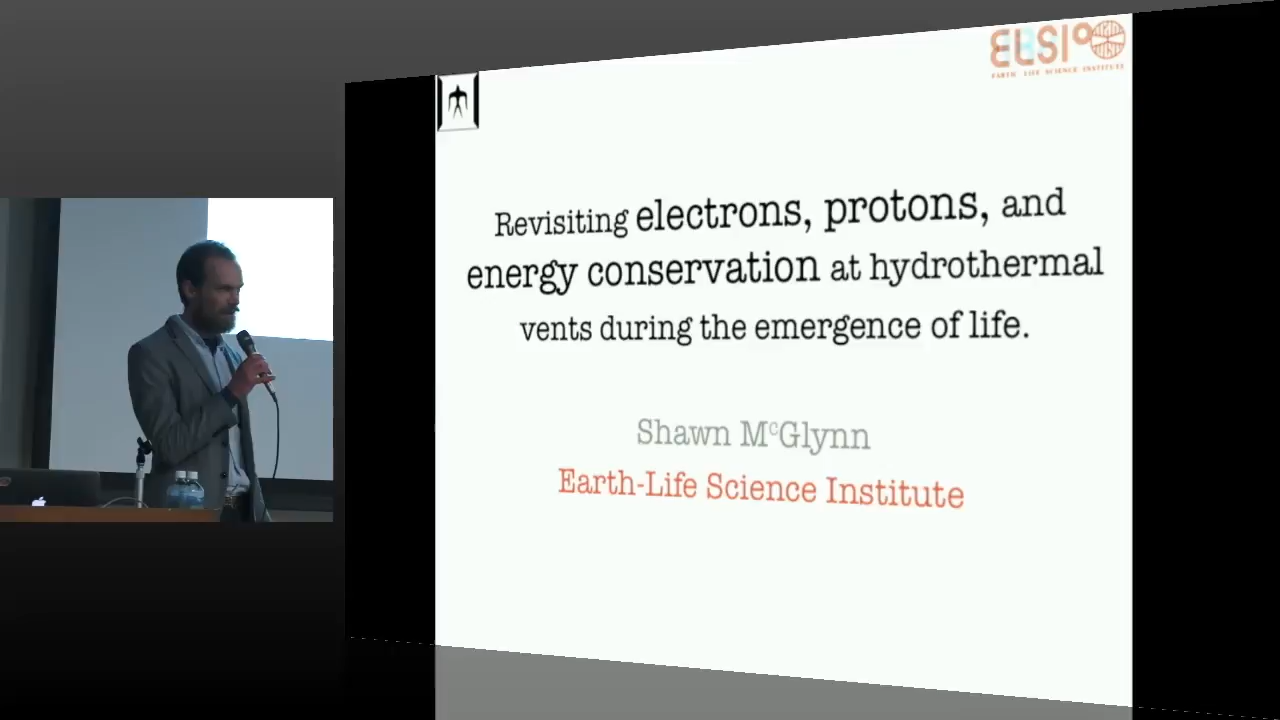 ELSI
EARTH-LIFE SCIENCE INSTITUTE
Revisiting electrons, protons, and
energy conservation at hydrothermal
vents during the emergence of life.
Shawn McGlynn
Earth-Life Science Institute